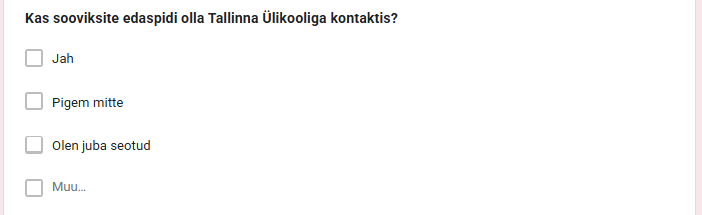 Kas sooviksite edaspidi olla Tallinna Ülikooliga kontaktis?
Jah
Pigem mitte
Olen juba seotud
Muu...